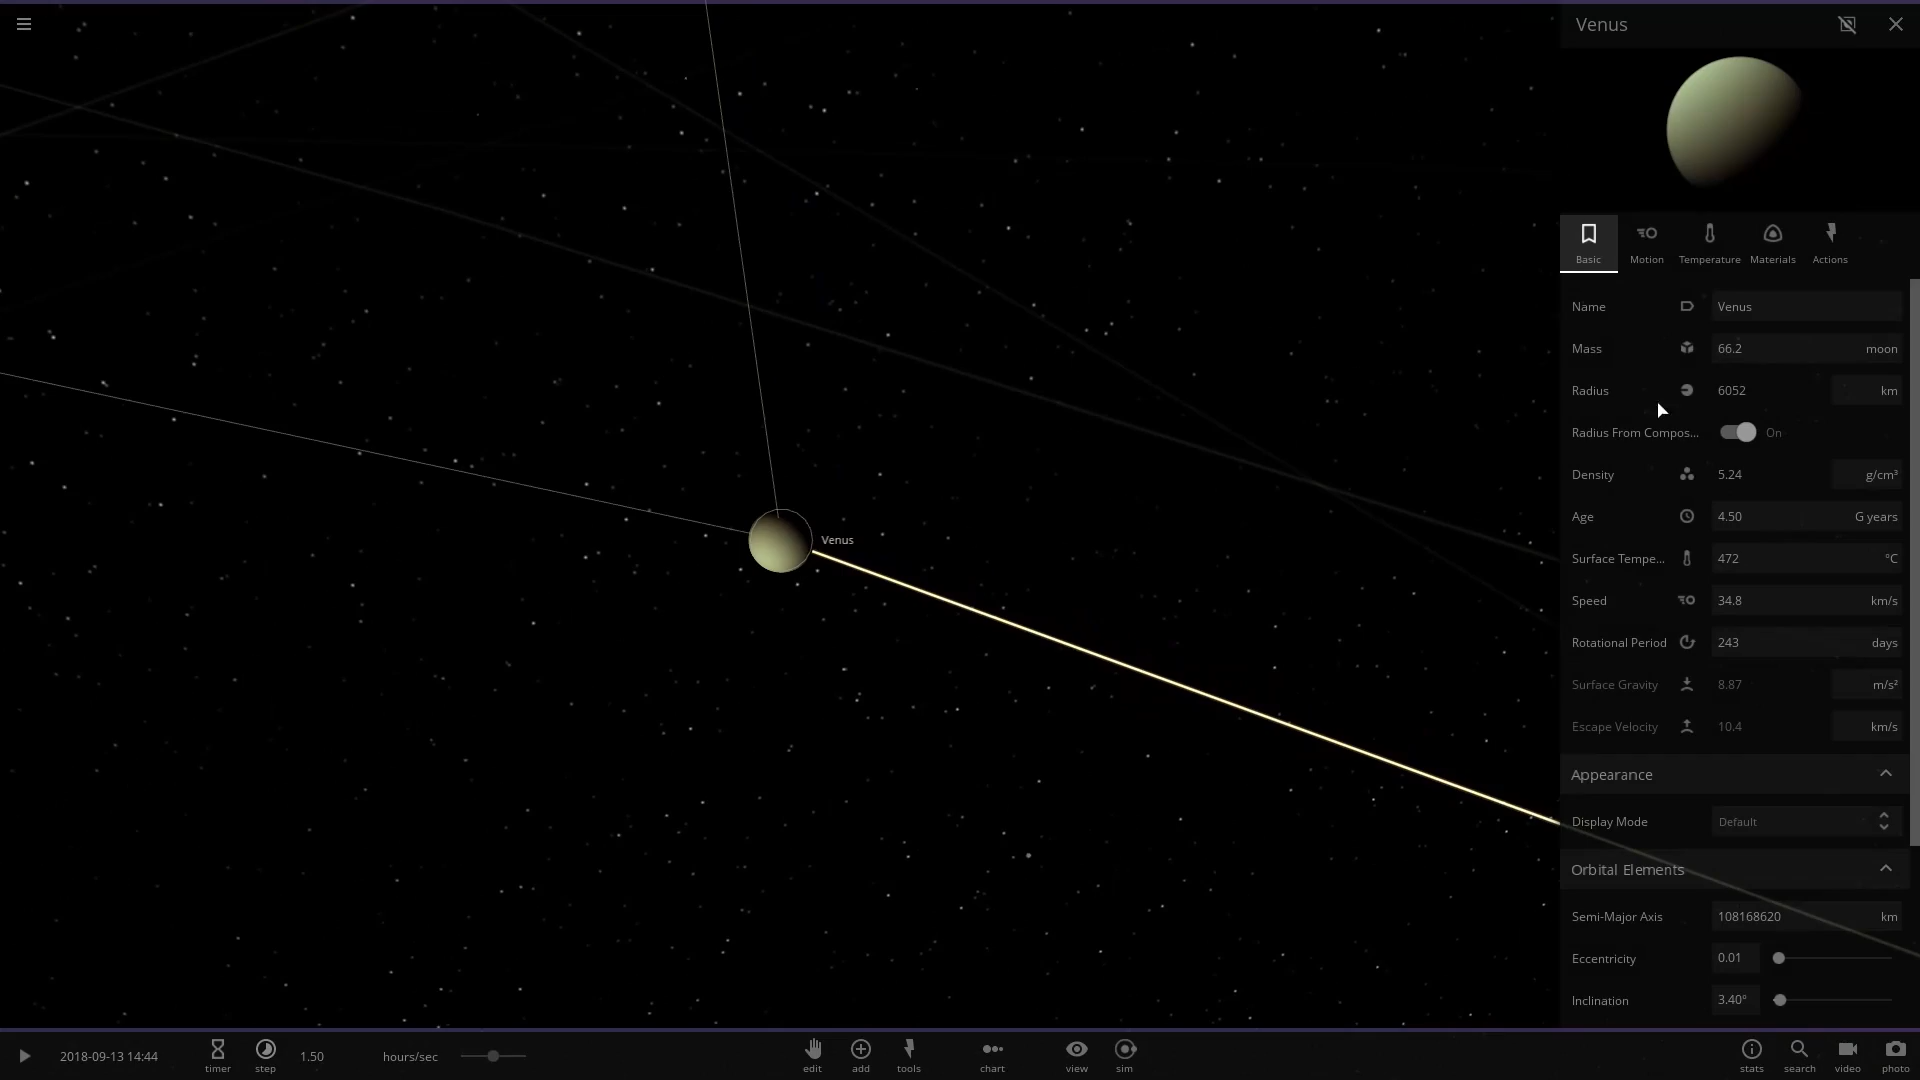 Venus
Basic Motion Temperature Materials Actions
Name Venus
Mass 66.2 moon
Radius 6052 km
Radius From Compos... On
Density 5.24 g/cm³
Age 4.50 G years
Venus
Surface Tempe... 472 °C
Speed 34.8 km/s
Rotational Period 243 days
Surface Gravity 8.87 m/s²
Escape Velocity 10.4 km/s
Appearance
Display Mode Default
Orbital Elements
Semi-Major Axis 108168620 km
Eccentricity 0.01
Inclination 3.40°
2018-09-13 14:44 timer step 1.50 hours/sec edit add tools chart view sim stats search video photo